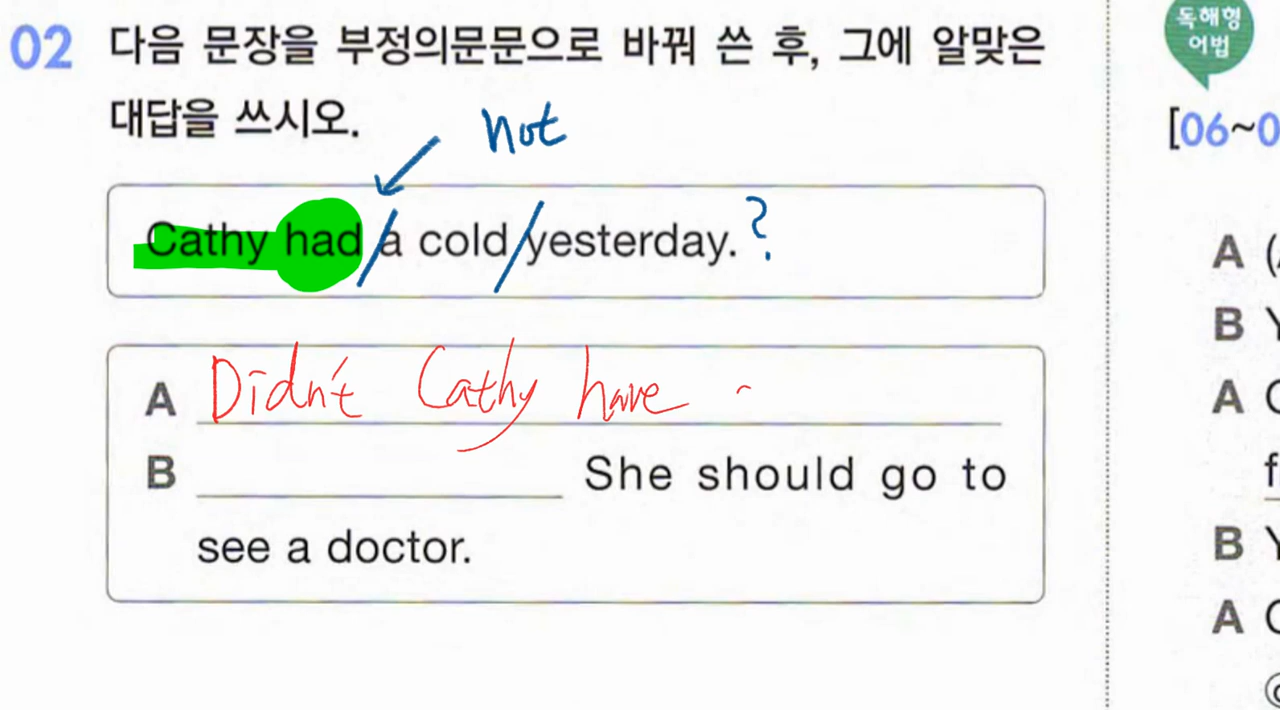 02 다음 문장을 부정의문문으로 바꿔 쓴 후, 그에 알맞은
대답을 쓰시오.
not
Cathy had a cold yesterday. ?
A Didn't Cathy have ~
B She should go to
see a doctor.
독해형
어법
[06~0
A (
B Y
A
f
B Y
A